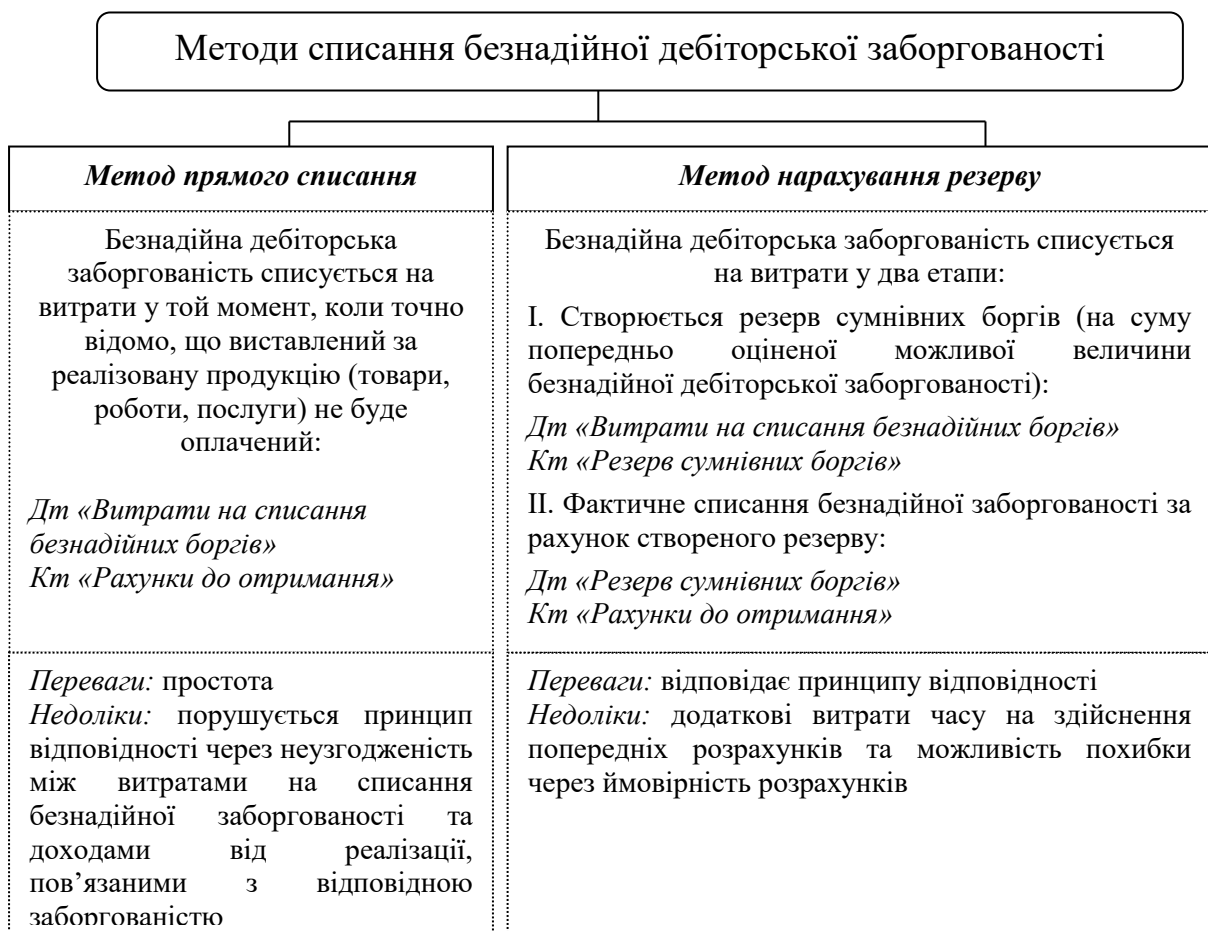 Методи списання безнадійної дебіторської заборгованості
Метод прямого списання
Безнадійна дебіторська
заборгованість списується на
витрати у той момент, коли точно
відомо, що виставлений за
реалізовану продукцію (товари,
роботи, послуги) не буде
оплачений:
Дт «Витрати на списання
безнадійних боргів»
Кт «Рахунки до отримання»
Переваги: простота
Недоліки: порушується принцип
відповідності через неузгодженість
між витратами на списання
безнадійної заборгованості та
доходами від реалізації,
пов’язаними з відповідною
заборгованістю
Метод нарахування резерву
Безнадійна дебіторська заборгованість списується
на витрати у два етапи:
І. Створюється резерв сумнівних боргів (на суму
попередньо оціненої можливої величини
безнадійної дебіторської заборгованості):
Дт «Витрати на списання безнадійних боргів»
Кт «Резерв сумнівних боргів»
ІІ. Фактичне списання безнадійної заборгованості за
рахунок створеного резерву:
Дт «Резерв сумнівних боргів»
Кт «Рахунки до отримання»
Переваги: відповідає принципу відповідності
Недоліки: додаткові витрати часу на здійснення
попередніх розрахунків та можливість похибки
через ймовірність розрахунків